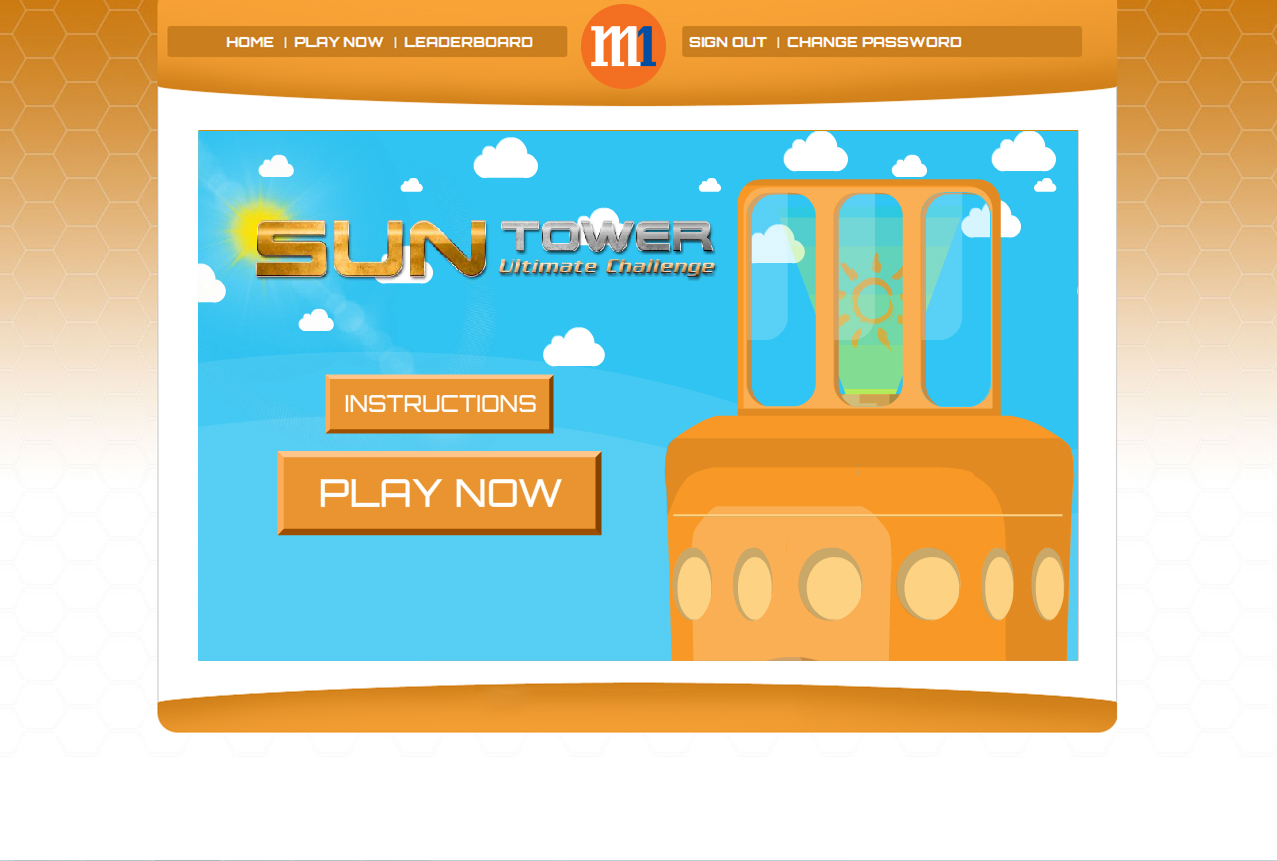 HOME | PLAY NOW | LEADERBOARD
m1
SIGN OUT | CHANGE PASSWORD
SUN TOWER
Ultimate Challenge
INSTRUCTIONS
PLAY NOW